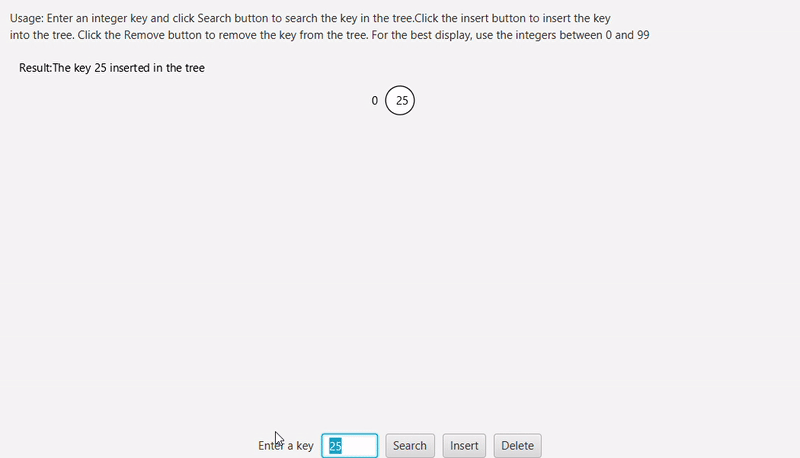 Usage: Enter an integer key and click Search button to search the key in the tree.Click the insert button to insert the key
into the tree. Click the Remove button to remove the key from the tree. For the best display, use the integers between 0 and 99
Result:The key 25 inserted in the tree
0 25
Enter a key 25 Search Insert Delete